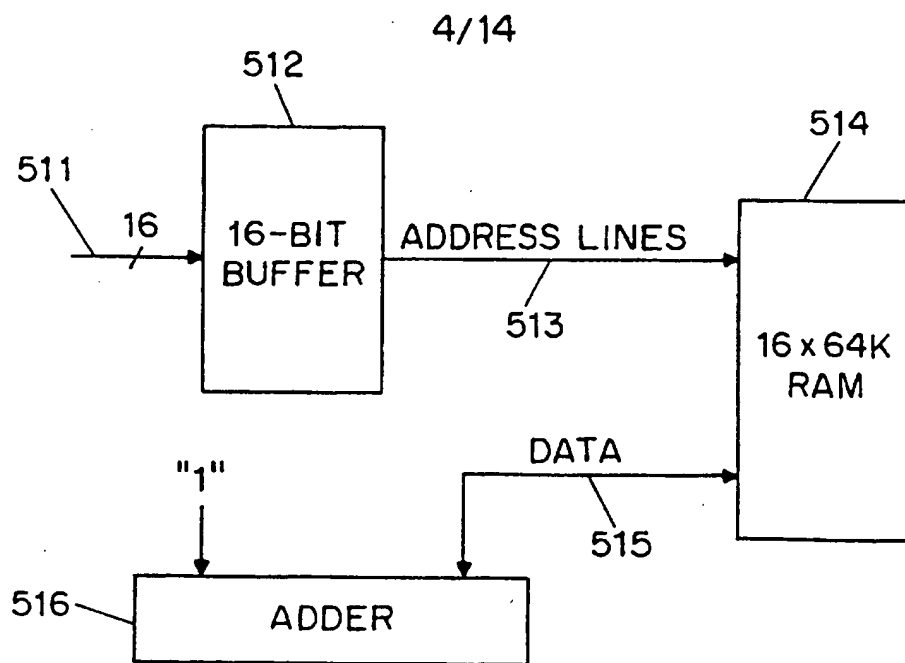 4/14
512
514
511
16
16-BIT
BUFFER
ADDRESS LINES
513
16 x 64K
RAM
DATA
"1"
515
516
ADDER